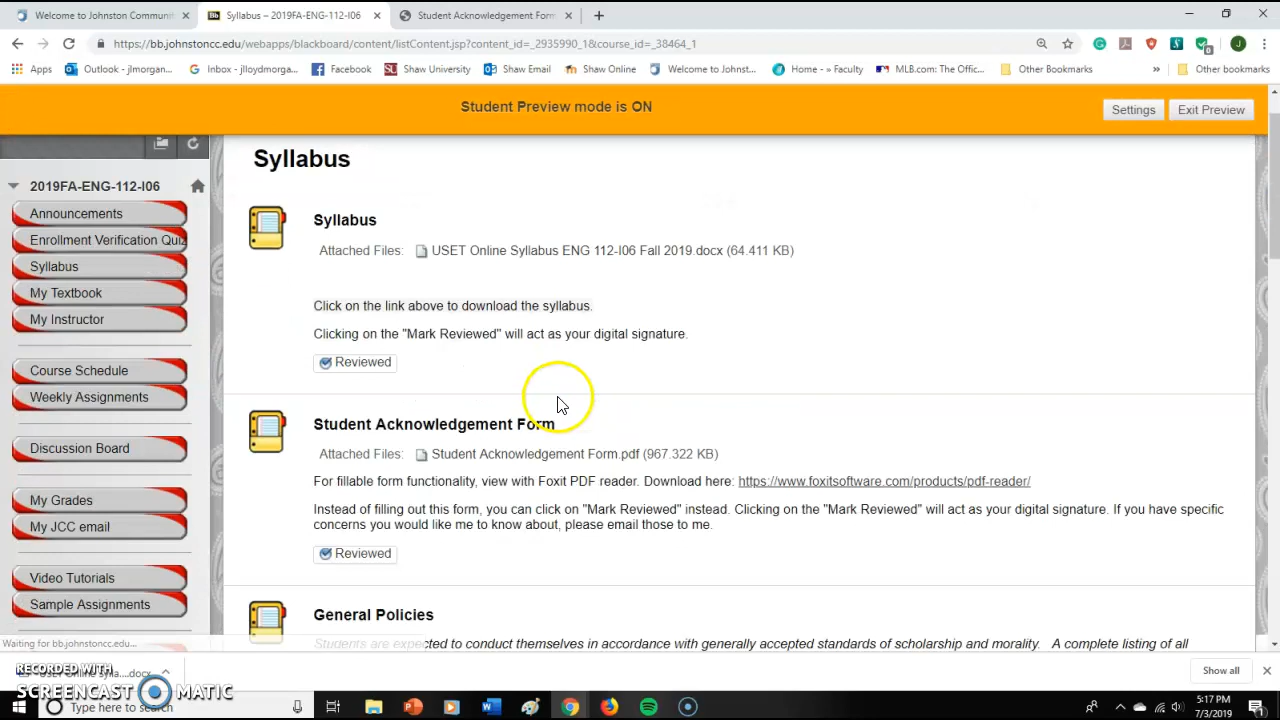 Welcome to Johnston Communi
Syllabus – 2019FA-ENG-112-I06
Student Acknowledgement Form
https://bb.johnstoncc.edu/webapps/blackboard/content/listContent.jsp?content_id=_2935990_1&course_id=_38464_1
Apps Outlook - jlmorgan... Inbox - jlloydmorga... Facebook Shaw University Shaw Email Shaw Online Welcome to Johnst... Home - » Faculty MLB.com: The Offic... Other Bookmarks » Other bookmarks
Student Preview mode is ON
Settings Exit Preview
2019FA-ENG-112-I06
Announcements
Enrollment Verification Quiz
Syllabus
My Textbook
My Instructor
Course Schedule
Weekly Assignments
Discussion Board
My Grades
My JCC email
Video Tutorials
Sample Assignments
Syllabus
Syllabus
Attached Files: USET Online Syllabus ENG 112-I06 Fall 2019.docx (64.411 KB)
Click on the link above to download the syllabus.
Clicking on the "Mark Reviewed" will act as your digital signature.
Reviewed
Student Acknowledgement Form
Attached Files: Student Acknowledgement Form.pdf (967.322 KB)
For fillable form functionality, view with Foxit PDF reader. Download here: https://www.foxitsoftware.com/products/pdf-reader/
Instead of filling out this form, you can click on "Mark Reviewed" instead. Clicking on the "Mark Reviewed" will act as your digital signature. If you have specific
concerns you would like me to know about, please email those to me.
Reviewed
General Policies
Students are expected to conduct themselves in accordance with generally accepted standards of scholarship and morality. A complete listing of all
Waiting for bb.johnstoncc.edu...
USET Online sylla....docx
Show all
RECORDED WITH
SCREENCAST MATIC
Type here to search
5:17 PM
7/3/2019